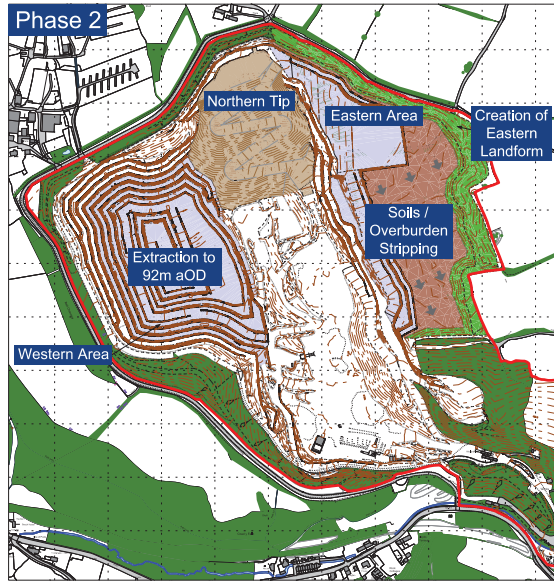 Phase 2
Northern Tip
Eastern Area
Creation of
Eastern
Landform
Soils /
Overburden
Stripping
Extraction to
92m aOD
Western Area